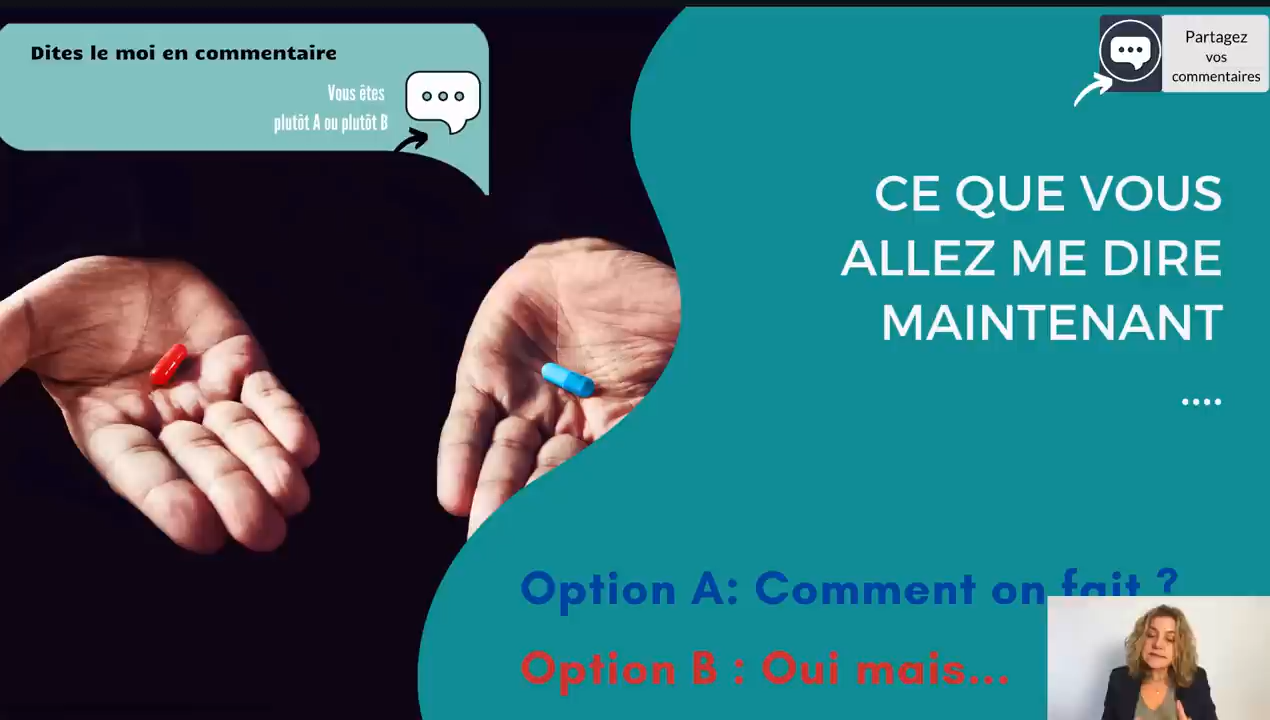 Dites le moi en commentaire
Vous êtes
plutôt A ou plutôt B
Partagez
vos
commentaires
CE QUE VOUS
ALLEZ ME DIRE
MAINTENANT
....
Option A: Comment on fait ?
Option B : Oui mais...